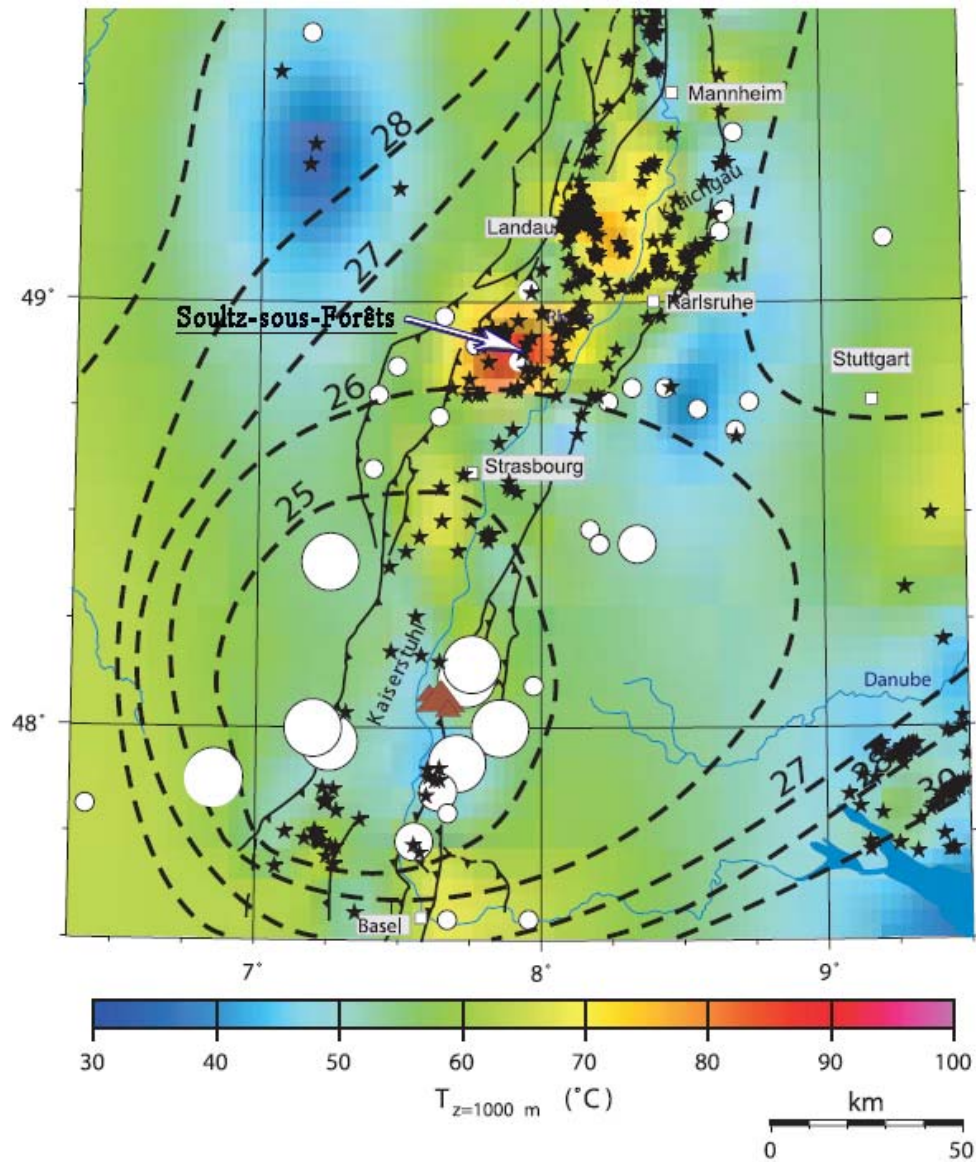 28
Mannheim
Kraichgau
Landau
27
49°
Karlsruhe
Soultz-sous-Forêts
Stuttgart
26
Strasbourg
25
Kaiserstuhl
Danube
48°
27
28
30
Basel
7° 8° 9°
30 40 50 60 70 80 90 100
T z=1000 m (°C)
km
0 50